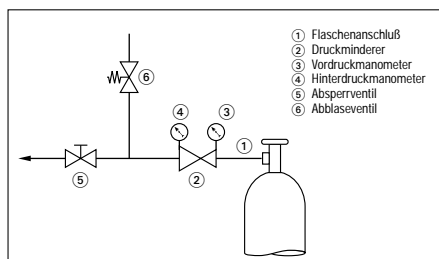 ① Flaschenanschluß
② Druckminderer
③ Vordruckmanometer
④ Hinterdruckmanometer
⑤ Absperrventil
⑥ Abblaseventil
⑥
④ ③
①
⑤ ②